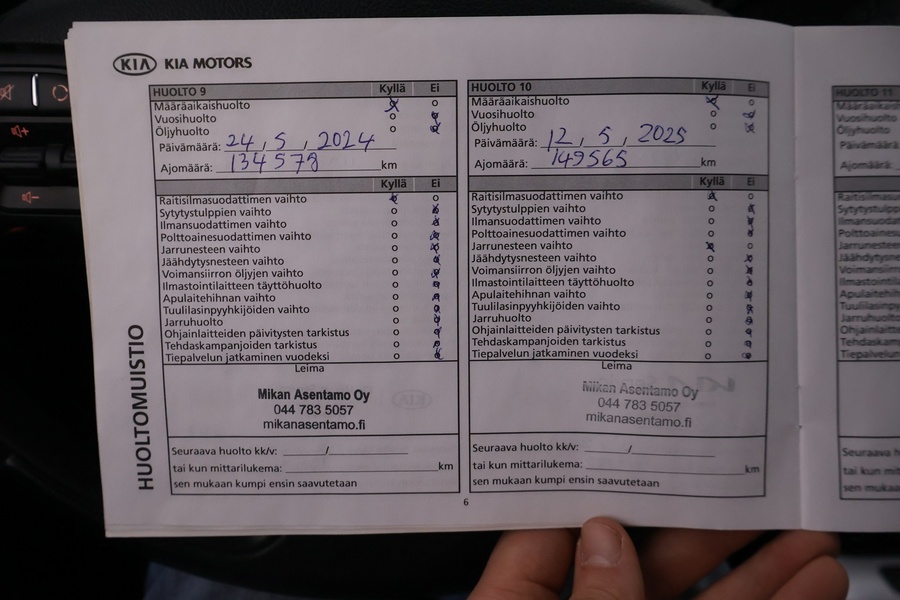 KIA KIA MOTORS
HUOLTOMUISTIO
HUOLTO 9 Kyllä Ei
Määräaikaishuolto
Vuosihuolto
Öljyhuolto
Päivämäärä: 24, 5, 2024
Ajomäärä: 134578 km
Kyllä Ei
Raitisilmasuodattimen vaihto
Sytytystulppien vaihto
Ilmansuodattimen vaihto
Polttoainesuodattimen vaihto
Jarrunesteen vaihto
Jäähdytysnesteen vaihto
Voimansiirron öljyjen vaihto
Ilmastointilaitteen täyttöhuolto
Apulaitehihnan vaihto
Tuulilasinpyyhkijöiden vaihto
Jarruhuolto
Ohjainlaitteiden päivitysten tarkistus
Tehdaskampanjoiden tarkistus
Tiepalvelun jatkaminen vuodeksi
Leima
Mikan Asentamo Oy
044 783 5057
mikanasentamo.fi
Seuraava huolto kk/v: /
tai kun mittarilukema: km
sen mukaan kumpi ensin saavutetaan
HUOLTO 10 Kyllä Ei
Määräaikaishuolto
Vuosihuolto
Öljyhuolto
Päivämäärä: 12, 5, 2025
Ajomäärä: 149565 km
Kyllä Ei
Raitisilmasuodattimen vaihto
Sytytystulppien vaihto
Ilmansuodattimen vaihto
Polttoainesuodattimen vaihto
Jarrunesteen vaihto
Jäähdytysnesteen vaihto
Voimansiirron öljyjen vaihto
Ilmastointilaitteen täyttöhuolto
Apulaitehihnan vaihto
Tuulilasinpyyhkijöiden vaihto
Jarruhuolto
Ohjainlaitteiden päivitysten tarkistus
Tehdaskampanjoiden tarkistus
Tiepalvelun jatkaminen vuodeksi
Leima
Mikan Asentamo Oy
044 783 5057
mikanasentamo.fi
Seuraava huolto kk/v: /
tai kun mittarilukema: km
sen mukaan kumpi ensin saavutetaan
6
HUOLTO 11
Vuosihuolto
Öljyhuolto
Päivämäärä:
Ajomäärä: